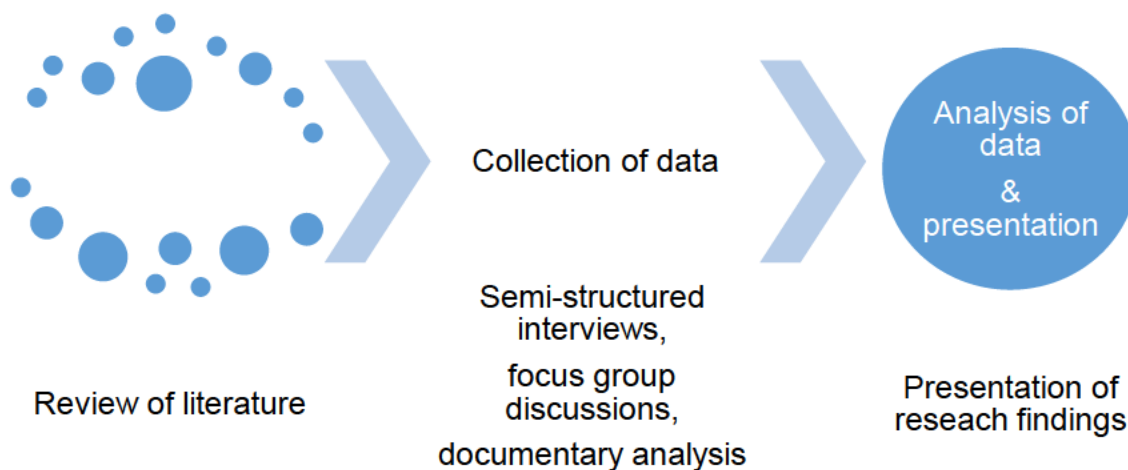 Review of literature
Collection of data
Semi-structured
interviews,
focus group
discussions,
documentary analysis
Analysis of
data
&
presentation
Presentation of
reseach findings